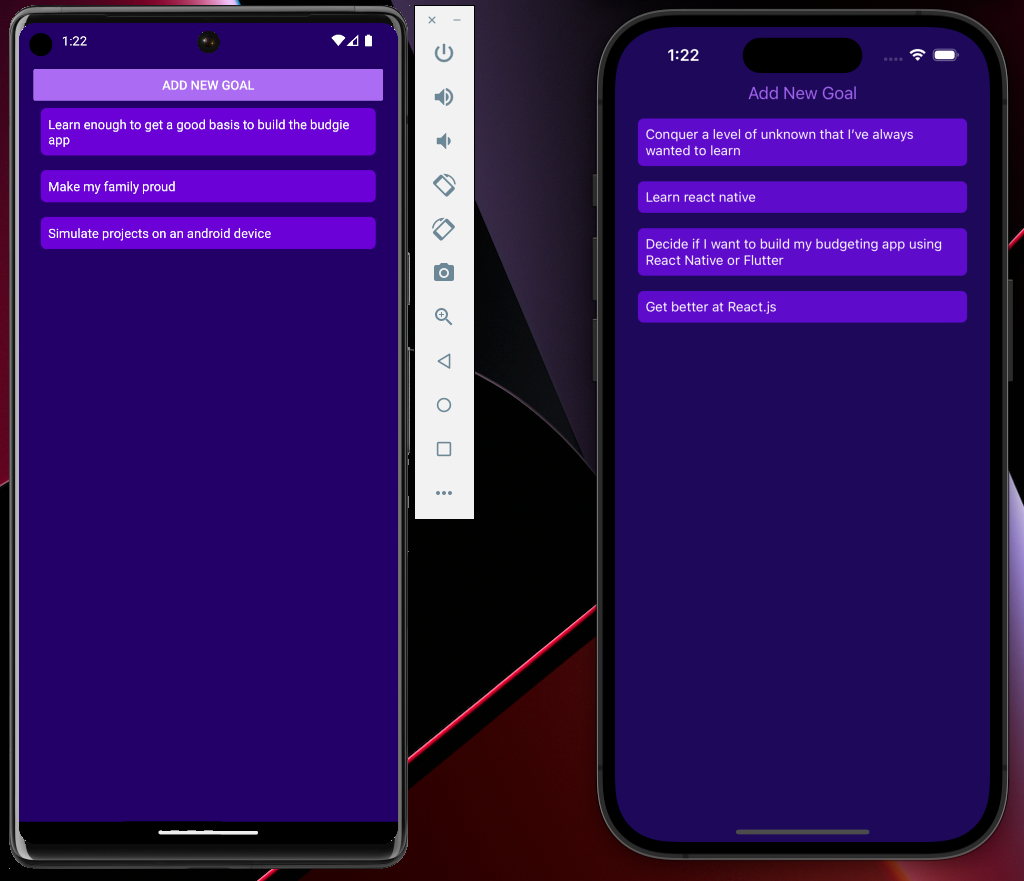 1:22
ADD NEW GOAL
Learn enough to get a good basis to build the budgie
app
Make my family proud
Simulate projects on an android device
1:22
Add New Goal
Conquer a level of unknown that I’ve always
wanted to learn
Learn react native
Decide if I want to build my budgeting app using
React Native or Flutter
Get better at React.js